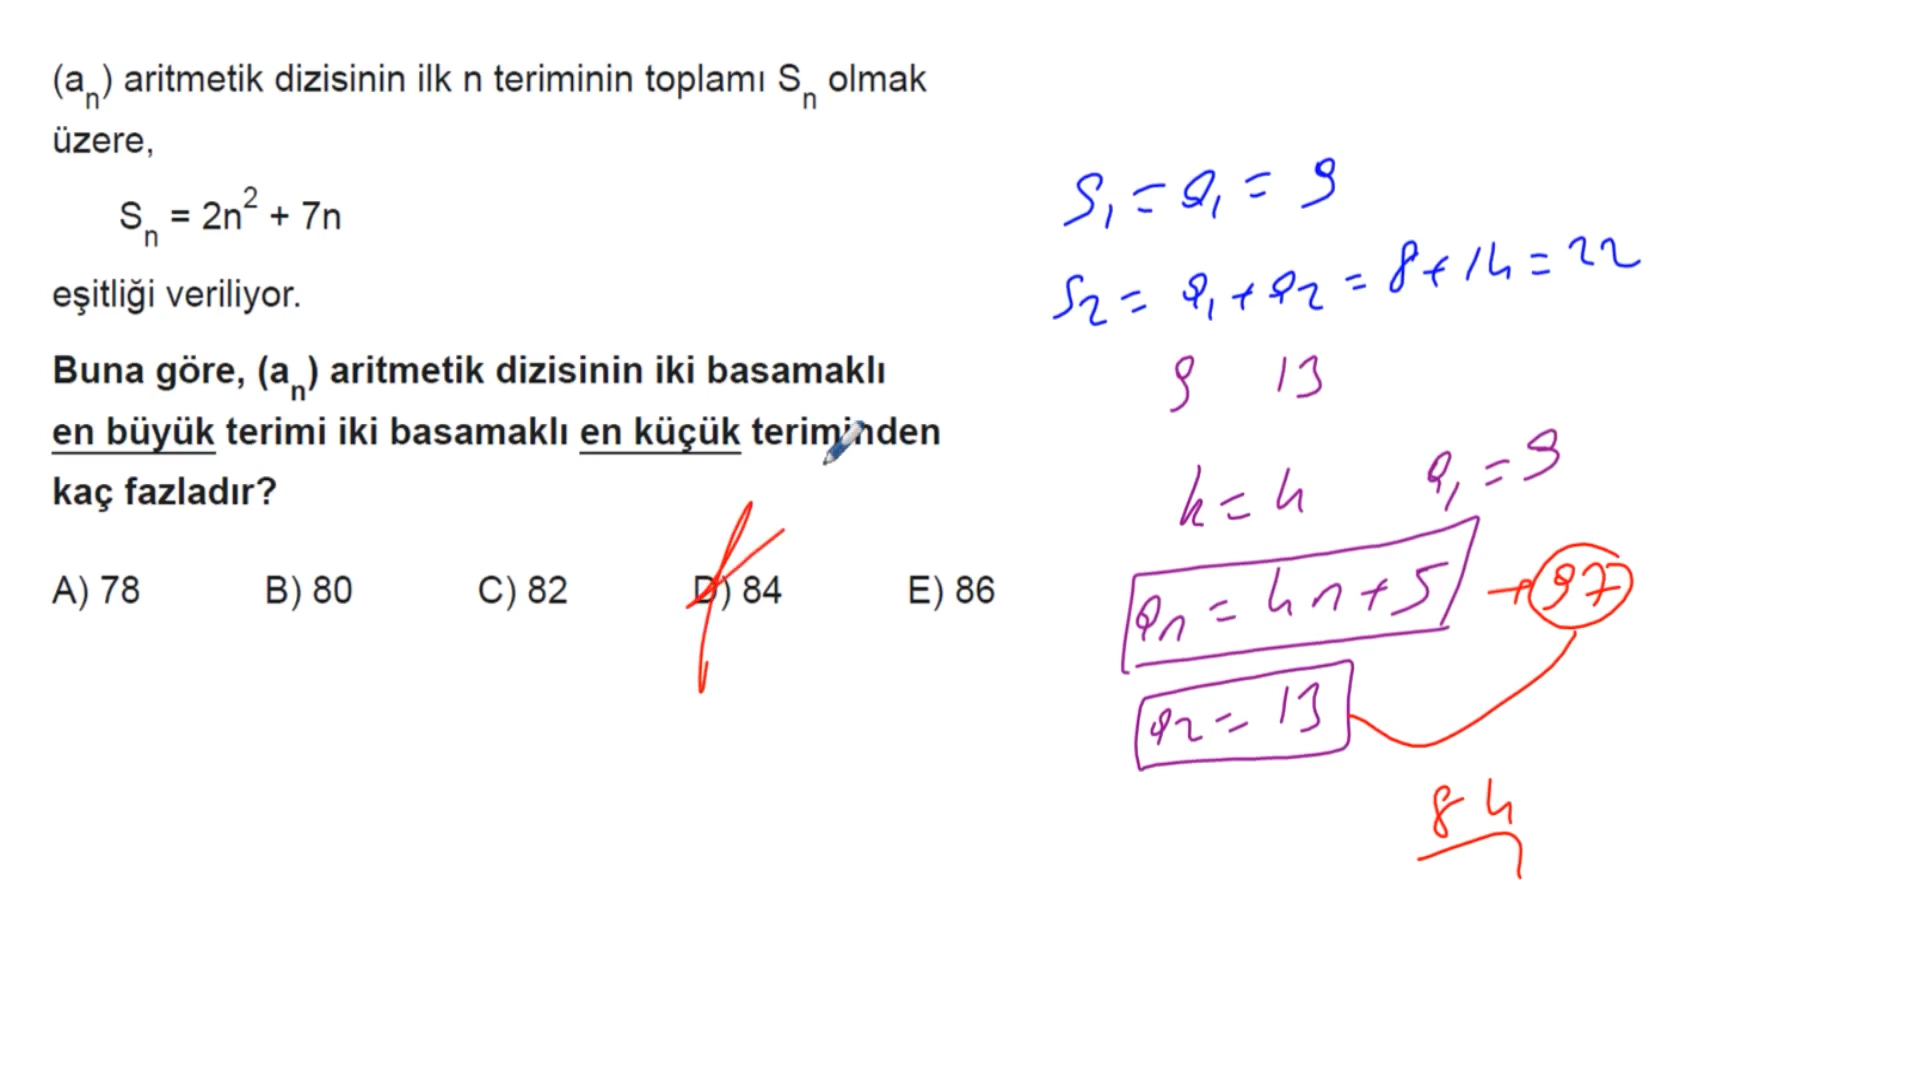 (aₙ) aritmetik dizisinin ilk n teriminin toplamı Sₙ olmak
üzere,
Sₙ = 2n² + 7n
eşitliği veriliyor.
Buna göre, (aₙ) aritmetik dizisinin iki basamaklı
en büyük terimi iki basamaklı en küçük teriminden
kaç fazladır?
A) 78 B) 80 C) 82 D) 84 E) 86
S₁ = a₁ = 9
S₂ = a₁ + a₂ = 8 + 14 = 22
9 13
k = 4 a₁ = 9
aₙ = 4n + 5 → 97
a₂ = 13
84